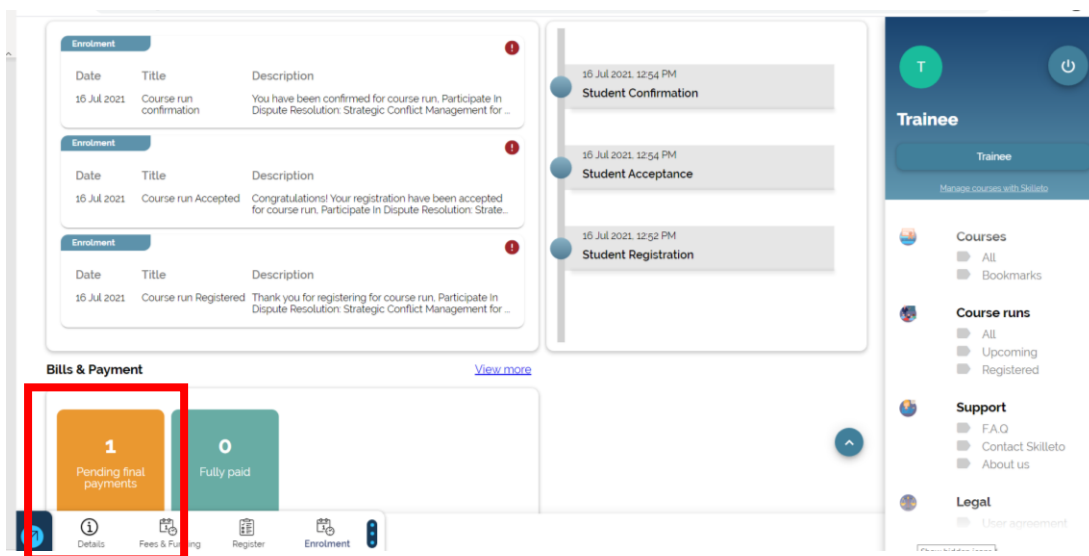 Enrolment
Date Title Description
16 Jul 2021 Course run confirmation You have been confirmed for course run, Participate In
Dispute Resolution: Strategic Conflict Management for ...
Enrolment
Date Title Description
16 Jul 2021 Course run Accepted Congratulations! Your registration have been accepted
for course run, Participate In Dispute Resolution: Strate...
Enrolment
Date Title Description
16 Jul 2021 Course run Registered Thank you for registering for course run, Participate In
Dispute Resolution: Strategic Conflict Management for ...
16 Jul 2021, 12:54 PM
Student Confirmation
16 Jul 2021, 12:54 PM
Student Acceptance
16 Jul 2021, 12:52 PM
Student Registration
Bills & Payment View more
1
Pending final
payments
0
Fully paid
Details Fees & Funding Register Enrolment
T
Trainee
Trainee
Manage courses with Skilleto
Courses
All
Bookmarks
Course runs
All
Upcoming
Registered
Support
F.A.Q
Contact Skilleto
About us
Legal
User agreement